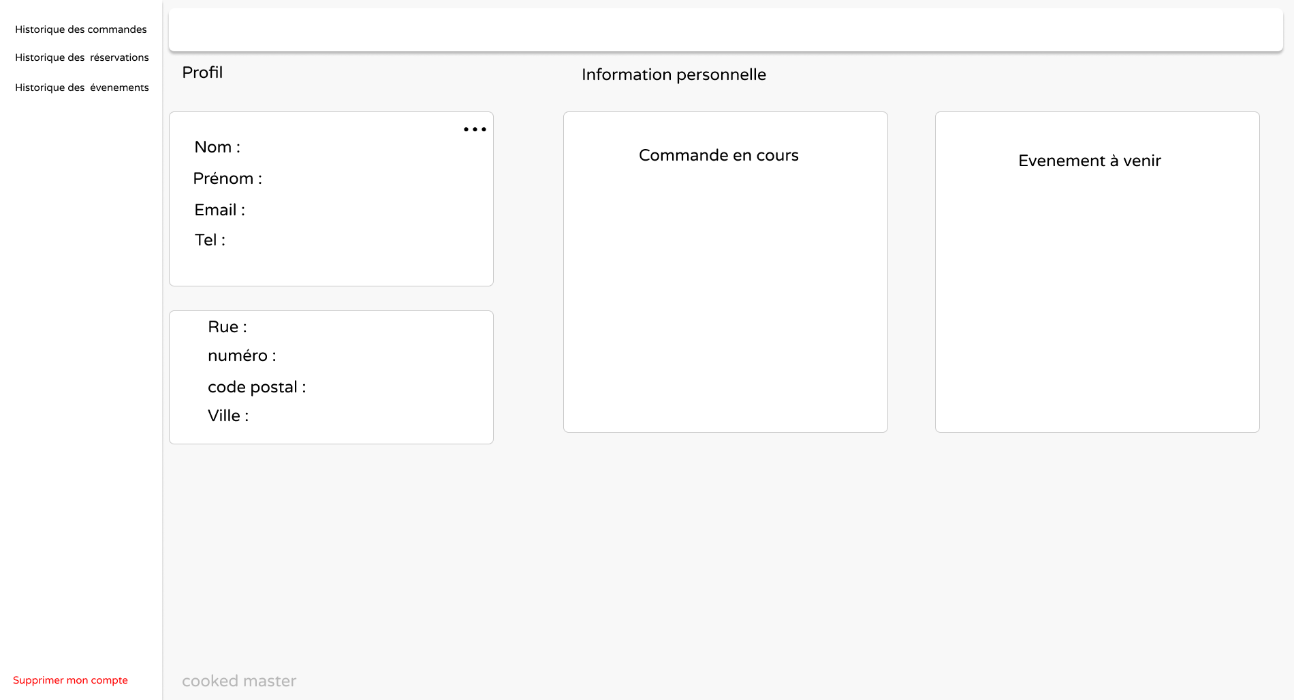 Historique des commandes
Historique des  réservations
Historique des  évenements
Supprimer mon compte
Profil
Nom :
Prénom :
Email :
Tel :
Rue :
numéro :
code postal :
Ville :
Information personnelle
Commande en cours
Evenement à venir
cooked master